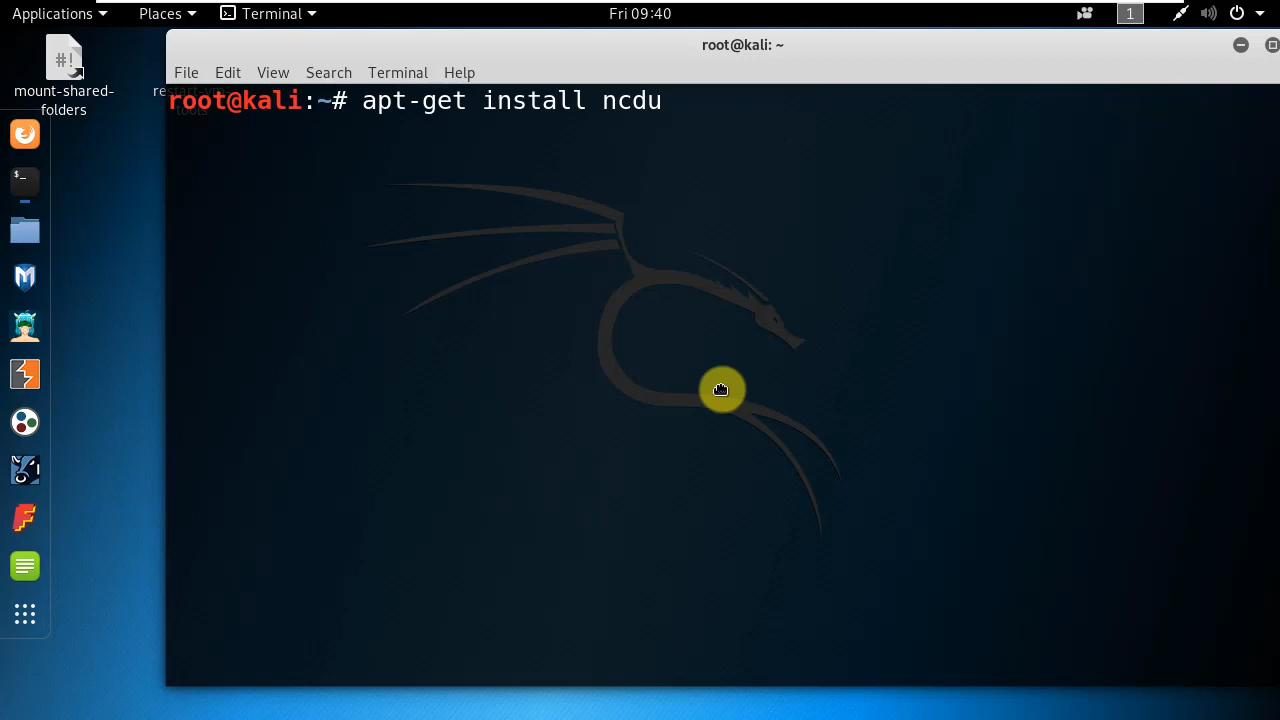 Applications Places Terminal Fri 09:40 1
root@kali: ~
File Edit View Search Terminal Help
mount-shared-
folders
root@kali:~# apt-get install ncdu